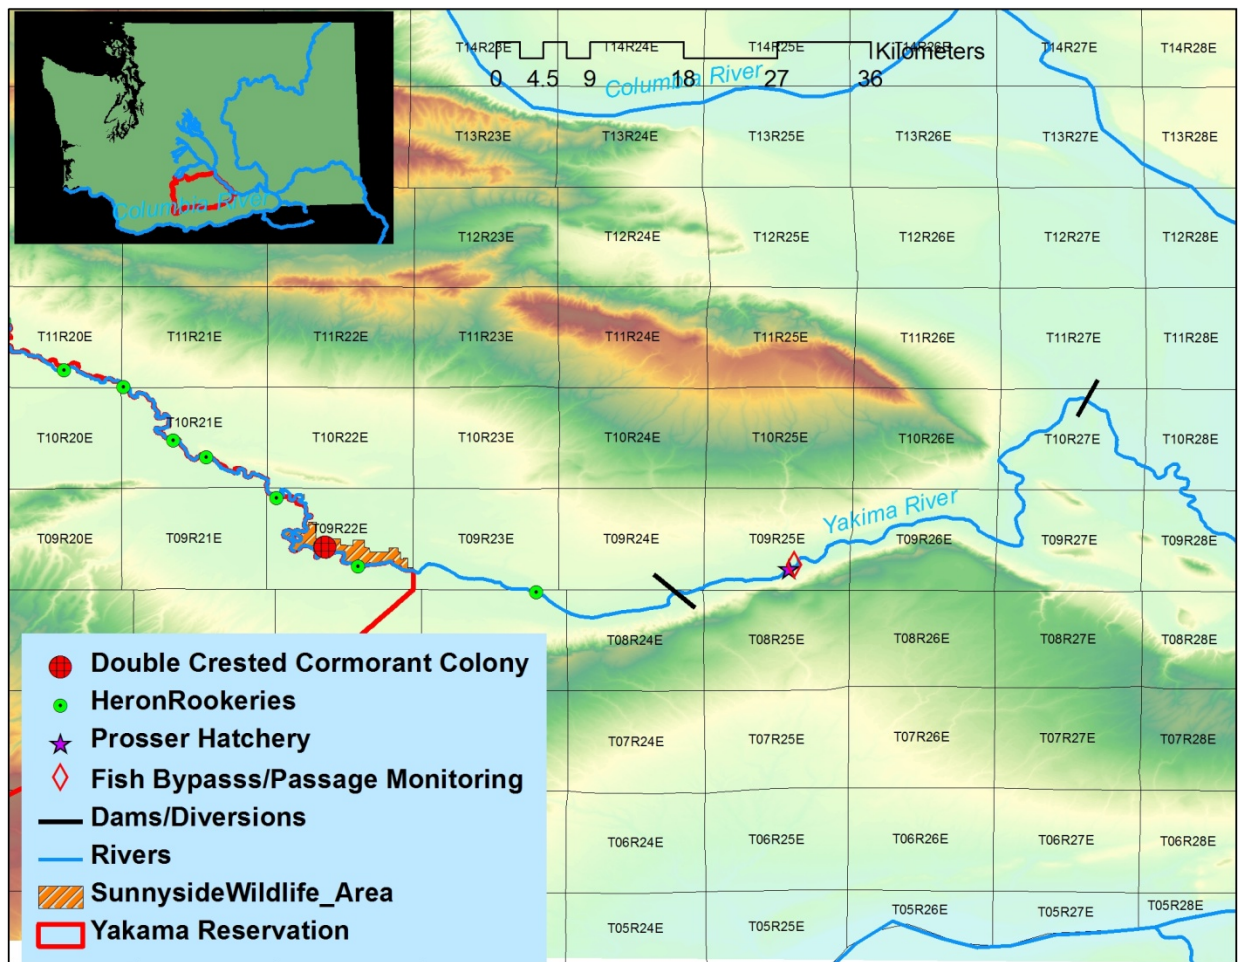 T14R23E T14R24E T14R25E T14R26E T14R27E T14R28E
Kilometers
0 4.5 9 18 27 36
Columbia River
Columbia River
T13R23E T13R24E T13R25E T13R26E T13R27E T13R28E
T12R23E T12R24E T12R25E T12R26E T12R27E T12R28E
T11R20E T11R21E T11R22E T11R23E T11R24E T11R25E T11R26E T11R27E T11R28E
T10R20E T10R21E T10R22E T10R23E T10R24E T10R25E T10R26E T10R27E T10R28E
Yakima River
T09R20E T09R21E T09R22E T09R23E T09R24E T09R25E T09R26E T09R27E T09R28E
T08R24E T08R25E T08R26E T08R27E T08R28E
T07R24E T07R25E T07R26E T07R27E T07R28E
T06R24E T06R25E T06R26E T06R27E T06R28E
T05R24E T05R25E T05R26E T05R27E T05R28E
Double Crested Cormorant Colony
HeronRookeries
Prosser Hatchery
Fish Bypasss/Passage Monitoring
Dams/Diversions
Rivers
SunnysideWildlife_Area
Yakama Reservation